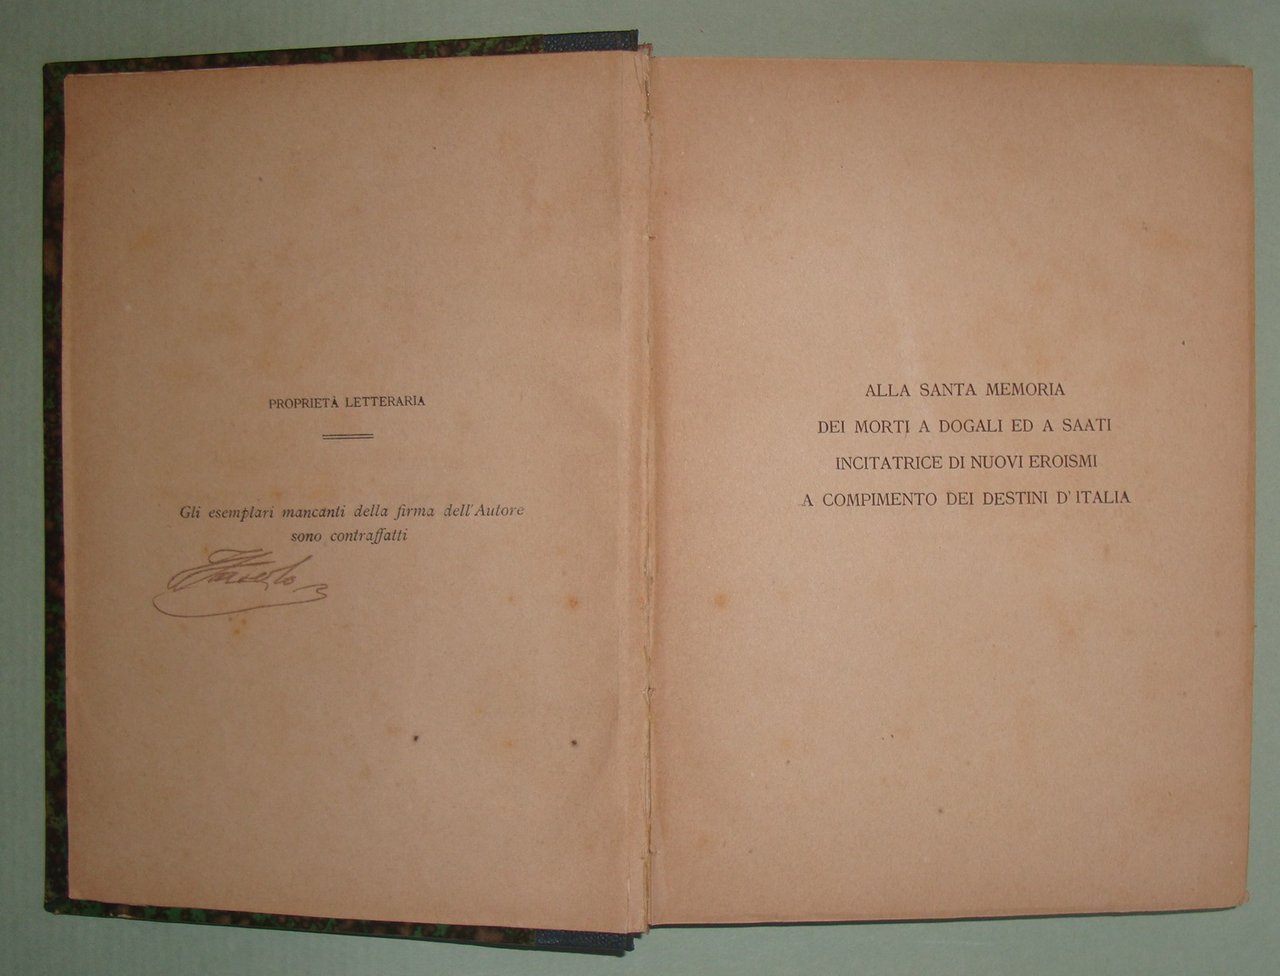 PROPRIETÀ LETTERARIA
Gli esemplari mancanti della firma dell'Autore
sono contraffatti
ALLA SANTA MEMORIA
DEI MORTI A DOGALI ED A SAATI
INCITATRICE DI NUOVI EROISMI
A COMPIMENTO DEI DESTINI D'ITALIA